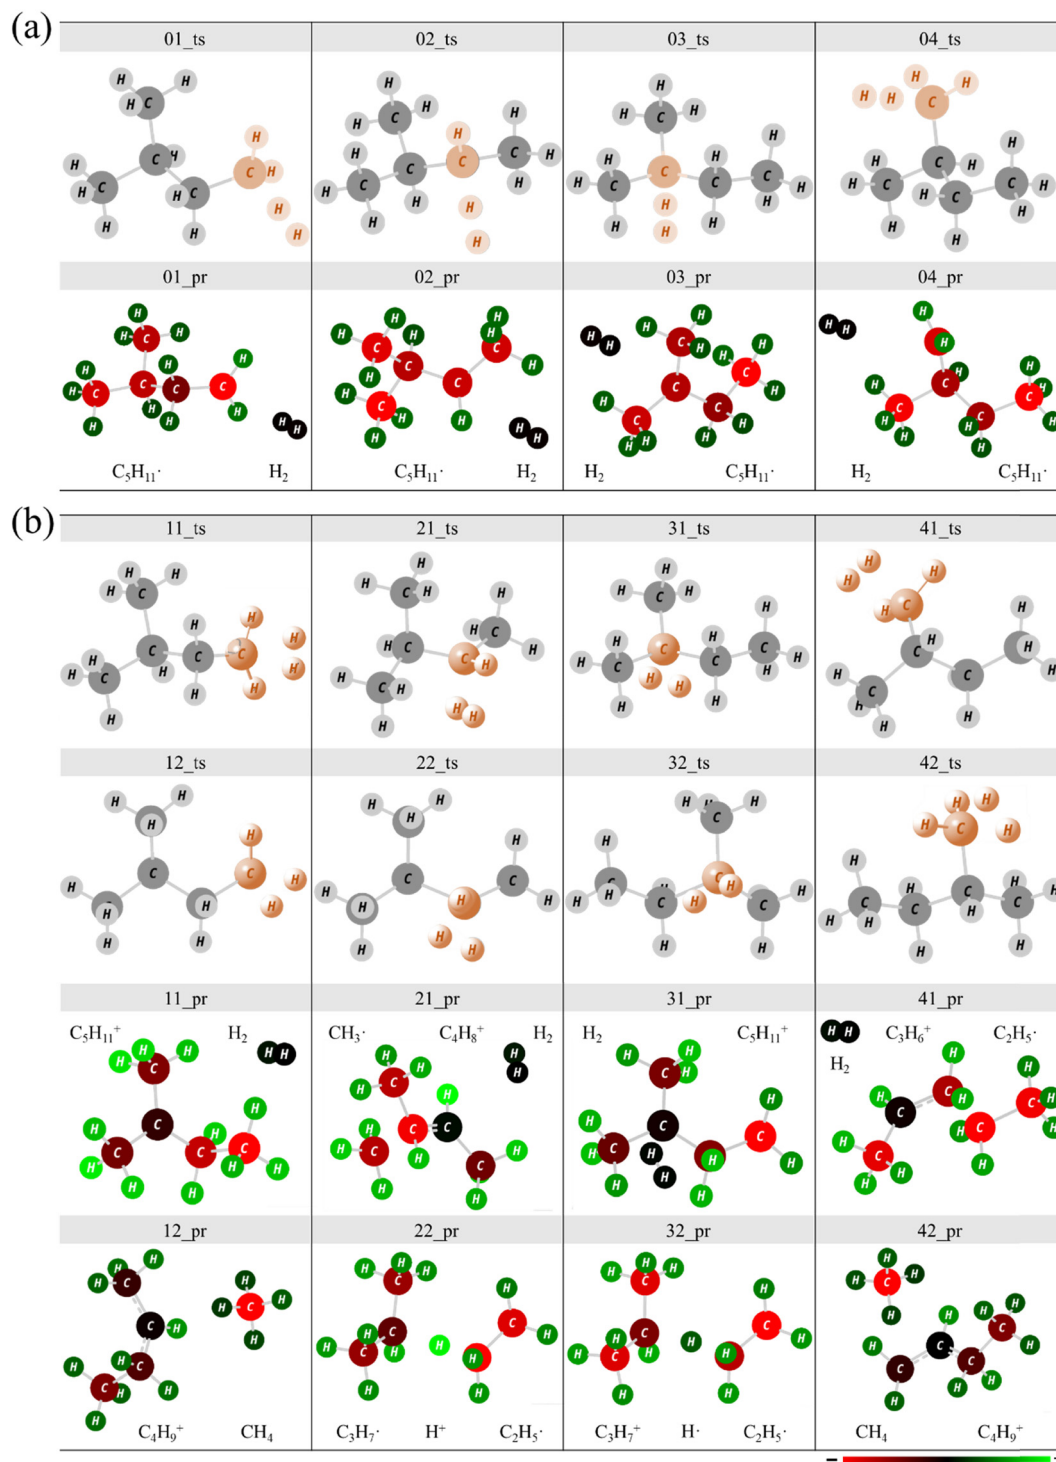 (a)
01_ts 02_ts 03_ts 04_ts
01_pr 02_pr 03_pr 04_pr
C₅H₁₁· H₂ C₅H₁₁· H₂ H₂ C₅H₁₁· H₂ C₅H₁₁·
(b)
11_ts 21_ts 31_ts 41_ts
12_ts 22_ts 32_ts 42_ts
11_pr 21_pr 31_pr 41_pr
C₅H₁₁⁺ H₂ CH₃· C₄H₈⁺ H₂ H₂ C₅H₁₁⁺ C₃H₆⁺ C₂H₅·
H₂
12_pr 22_pr 32_pr 42_pr
C₄H₉⁺ CH₄ C₃H₇· H⁺ C₂H₅· C₃H₇⁺ H· C₂H₅· CH₄ C₄H₉⁺